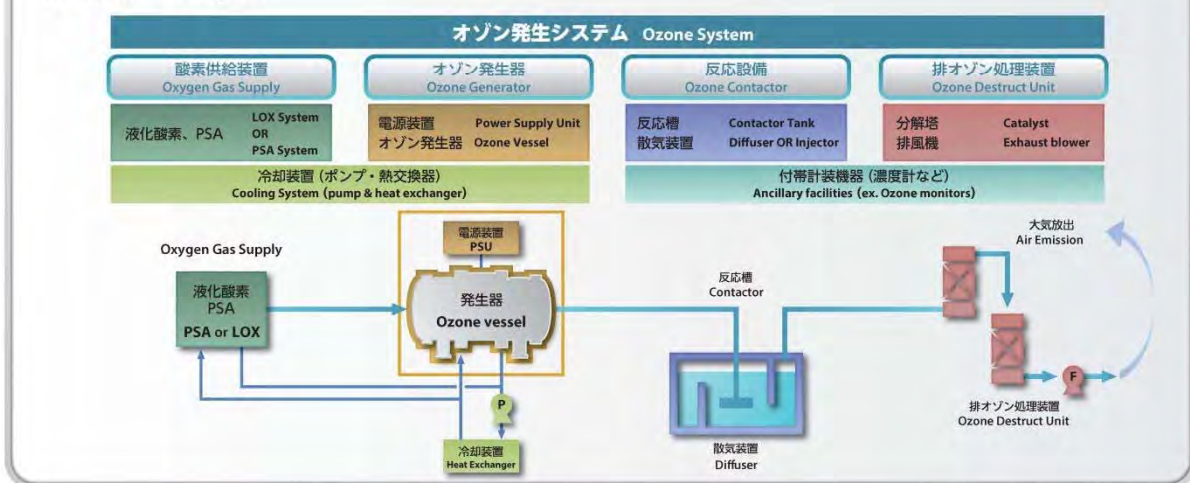 オゾン発生システム Ozone System
酸素供給装置
Oxygen Gas Supply
オゾン発生器
Ozone Generator
反応設備
Ozone Contactor
排オゾン処理装置
Ozone Destruct Unit
液化酸素、PSA
LOX System
OR
PSA System
電源装置 Power Supply Unit
オゾン発生器 Ozone Vessel
反応槽 Contactor Tank
散気装置 Diffuser OR Injector
分解塔 Catalyst
排風機 Exhaust blower
冷却装置（ポンプ・熱交換器）
Cooling System (pump & heat exchanger)
付帯計装機器（濃度計など）
Ancillary facilities (ex. Ozone monitors)
Oxygen Gas Supply
液化酸素
PSA
PSA or LOX
電源装置
PSU
発生器
Ozone vessel
P
冷却装置
Heat Exchanger
反応槽
Contactor
散気装置
Diffuser
大気放出
Air Emission
F
排オゾン処理装置
Ozone Destruct Unit